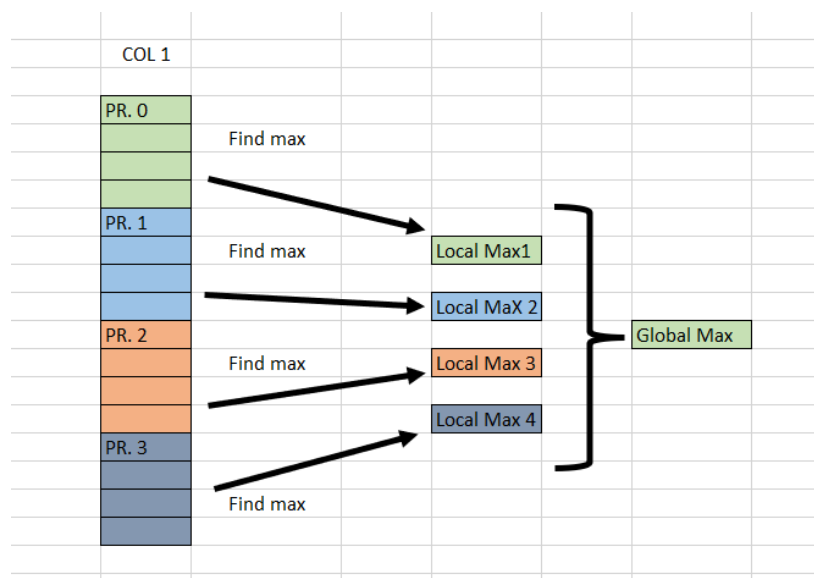 COL 1
PR. 0
Find max
PR. 1
Find max
Local Max1
Local MaX 2
PR. 2
Global Max
Find max
Local Max 3
Local Max 4
PR. 3
Find max